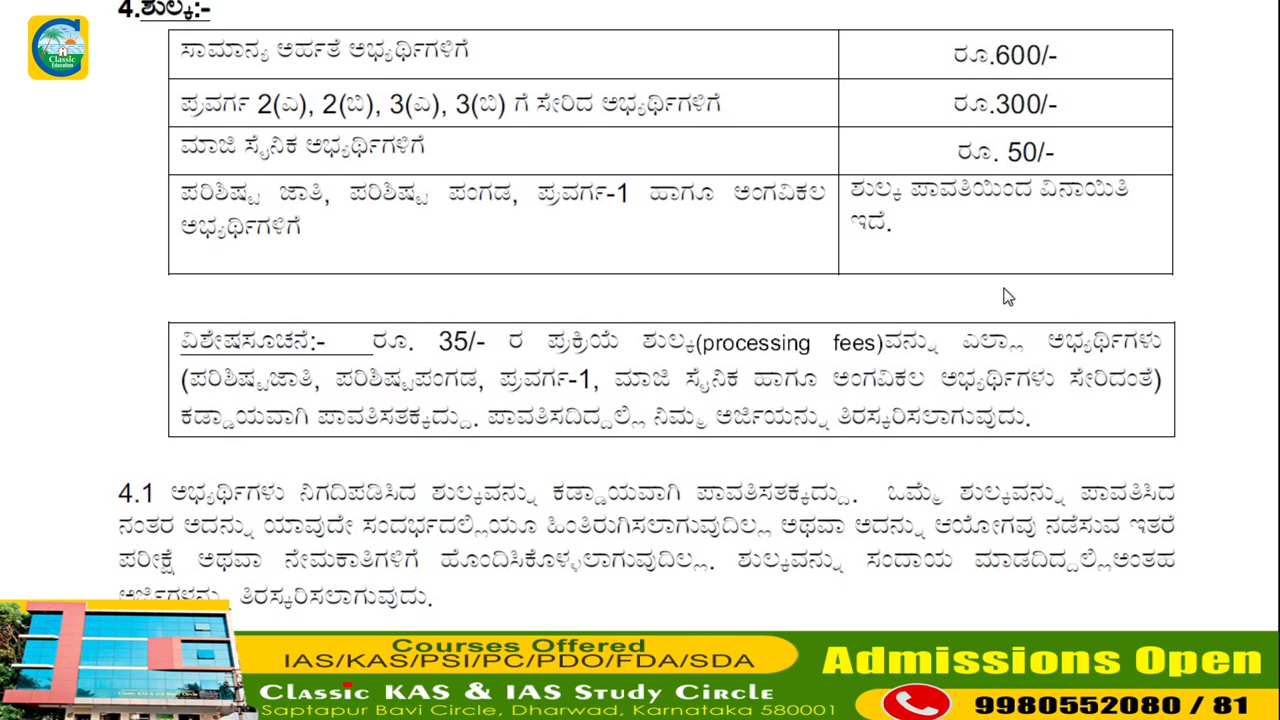 4.ಶುಲ್ಕ:-
Classic
Education
ಸಾಮಾನ್ಯ ಅರ್ಹತೆ ಅಭ್ಯರ್ಥಿಗಳಿಗೆ
ರೂ.600/-
ಪ್ರವರ್ಗ 2(ಎ), 2(ಬಿ), 3(ಎ), 3(ಬಿ) ಗೆ ಸೇರಿದ ಅಭ್ಯರ್ಥಿಗಳಿಗೆ
ರೂ.300/-
ಮಾಜಿ ಸೈನಿಕ ಅಭ್ಯರ್ಥಿಗಳಿಗೆ
ರೂ. 50/-
ಪರಿಶಿಷ್ಟ ಜಾತಿ, ಪರಿಶಿಷ್ಟ ಪಂಗಡ, ಪ್ರವರ್ಗ-1 ಹಾಗೂ ಅಂಗವಿಕಲ
ಅಭ್ಯರ್ಥಿಗಳಿಗೆ
ಶುಲ್ಕ ಪಾವತಿಯಿಂದ ವಿನಾಯಿತಿ
ಇದೆ.
ವಿಶೇಷಸೂಚನೆ:- ರೂ. 35/- ರ ಪ್ರಕ್ರಿಯೆ ಶುಲ್ಕ(processing fees)ವನ್ನು ಎಲ್ಲಾ ಅಭ್ಯರ್ಥಿಗಳು
(ಪರಿಶಿಷ್ಟಜಾತಿ, ಪರಿಶಿಷ್ಟಪಂಗಡ, ಪ್ರವರ್ಗ-1, ಮಾಜಿ ಸೈನಿಕ ಹಾಗೂ ಅಂಗವಿಕಲ ಅಭ್ಯರ್ಥಿಗಳು ಸೇರಿದಂತೆ)
ಕಡ್ಡಾಯವಾಗಿ ಪಾವತಿಸತಕ್ಕದ್ದು. ಪಾವತಿಸದಿದ್ದಲ್ಲಿ ನಿಮ್ಮ ಅರ್ಜಿಯನ್ನು ತಿರಸ್ಕರಿಸಲಾಗುವುದು.
4.1 ಅಭ್ಯರ್ಥಿಗಳು ನಿಗದಿಪಡಿಸಿದ ಶುಲ್ಕವನ್ನು ಕಡ್ಡಾಯವಾಗಿ ಪಾವತಿಸತಕ್ಕದ್ದು. ಒಮ್ಮೆ ಶುಲ್ಕವನ್ನು ಪಾವತಿಸಿದ
ನಂತರ ಅದನ್ನು ಯಾವುದೇ ಸಂದರ್ಭದಲ್ಲಿಯೂ ಹಿಂತಿರುಗಿಸಲಾಗುವುದಿಲ್ಲ ಅಥವಾ ಅದನ್ನು ಆಯೋಗವು ನಡೆಸುವ ಇತರೆ
ಪರೀಕ್ಷೆ ಅಥವಾ ನೇಮಕಾತಿಗಳಿಗೆ ಹೊಂದಿಸಿಕೊಳ್ಳಲಾಗುವುದಿಲ್ಲ. ಶುಲ್ಕವನ್ನು ಸಂದಾಯ ಮಾಡದಿದ್ದಲ್ಲಿಅಂತಹ
ಅರ್ಜಿಗಳನ್ನು ತಿರಸ್ಕರಿಸಲಾಗುವುದು.
Courses Offered
IAS/KAS/PSI/PC/PDO/FDA/SDA
Classic KAS & IAS Study Circle
Saptapur Bavi Circle, Dharwad, Karnataka 580001
Admissions Open
9980552080 / 81